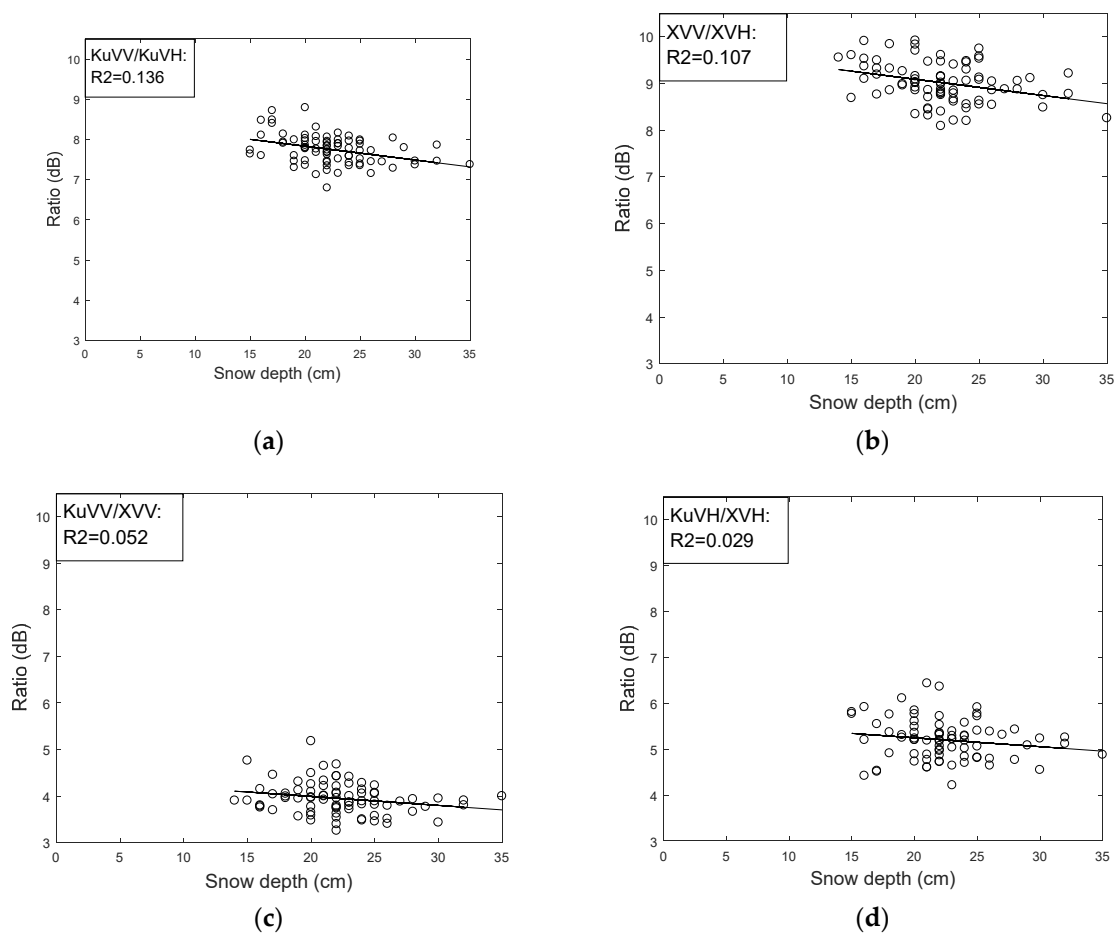 KuVV/KuVH:
R2=0.136
10
9
8
7
6
5
4
3
Ratio (dB)
0 5 10 15 20 25 30 35
Snow depth (cm)
(a)
XVV/XVH:
R2=0.107
10
9
8
7
6
5
4
3
Ratio (dB)
0 5 10 15 20 25 30 35
Snow depth (cm)
(b)
KuVV/XVV:
R2=0.052
10
9
8
7
6
5
4
3
Ratio (dB)
0 5 10 15 20 25 30 35
Snow depth (cm)
(c)
KuVH/XVH:
R2=0.029
10
9
8
7
6
5
4
3
Ratio (dB)
0 5 10 15 20 25 30 35
Snow depth (cm)
(d)